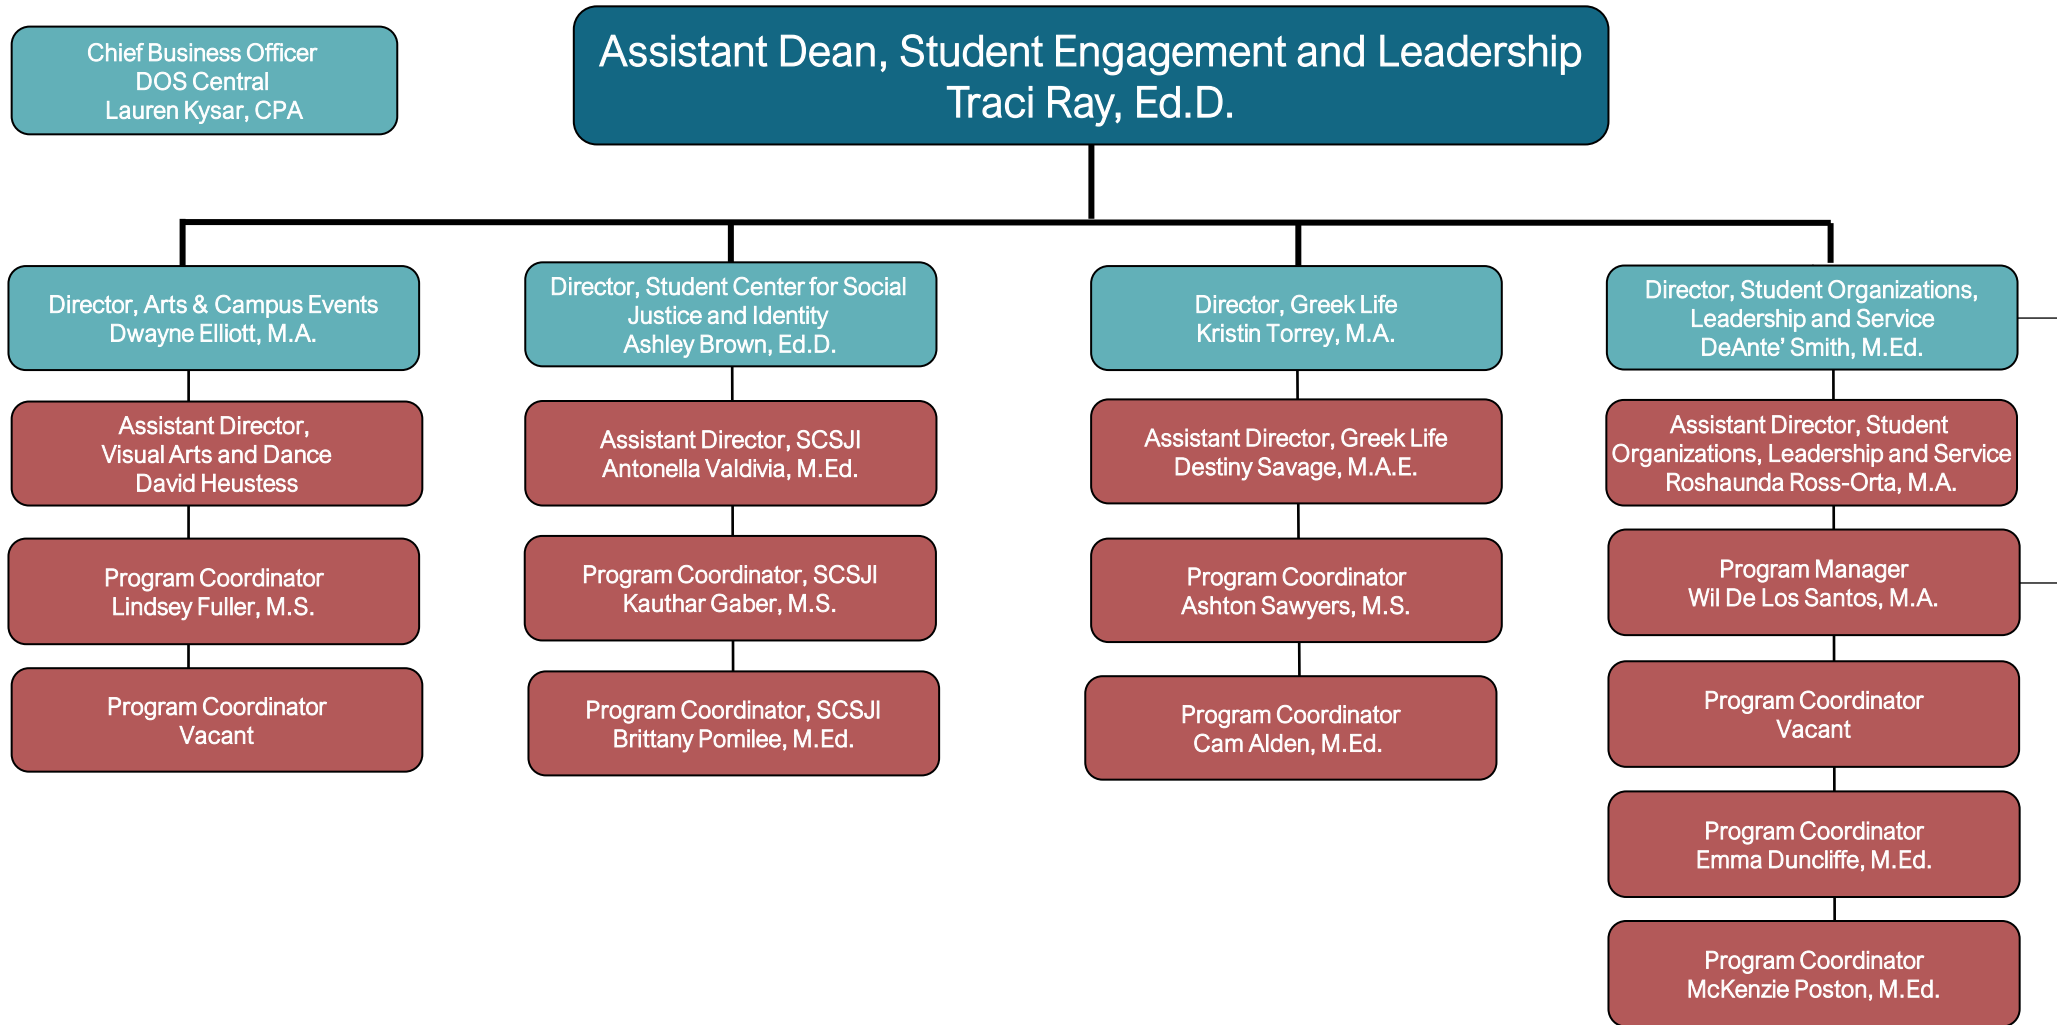 Chief Business Officer
DOS Central
Lauren Kysar, CPA
Assistant Dean, Student Engagement and Leadership
Traci Ray, Ed.D.
Director, Arts & Campus Events
Dwayne Elliott, M.A.
Assistant Director,
Visual Arts and Dance
David Heustess
Program Coordinator
Lindsey Fuller, M.S.
Program Coordinator
Vacant
Director, Student Center for Social
Justice and Identity
Ashley Brown, Ed.D.
Assistant Director, SCSJI
Antonella Valdivia, M.Ed.
Program Coordinator, SCSJI
Kauthar Gaber, M.S.
Program Coordinator, SCSJI
Brittany Pomilee, M.Ed.
Director, Greek Life
Kristin Torrey, M.A.
Assistant Director, Greek Life
Destiny Savage, M.A.E.
Program Coordinator
Ashton Sawyers, M.S.
Program Coordinator
Cam Alden, M.Ed.
Director, Student Organizations,
Leadership and Service
DeAnte’ Smith, M.Ed.
Assistant Director, Student
Organizations, Leadership and Service
Roshaunda Ross-Orta, M.A.
Program Manager
Wil De Los Santos, M.A.
Program Coordinator
Vacant
Program Coordinator
Emma Duncliffe, M.Ed.
Program Coordinator
McKenzie Poston, M.Ed.